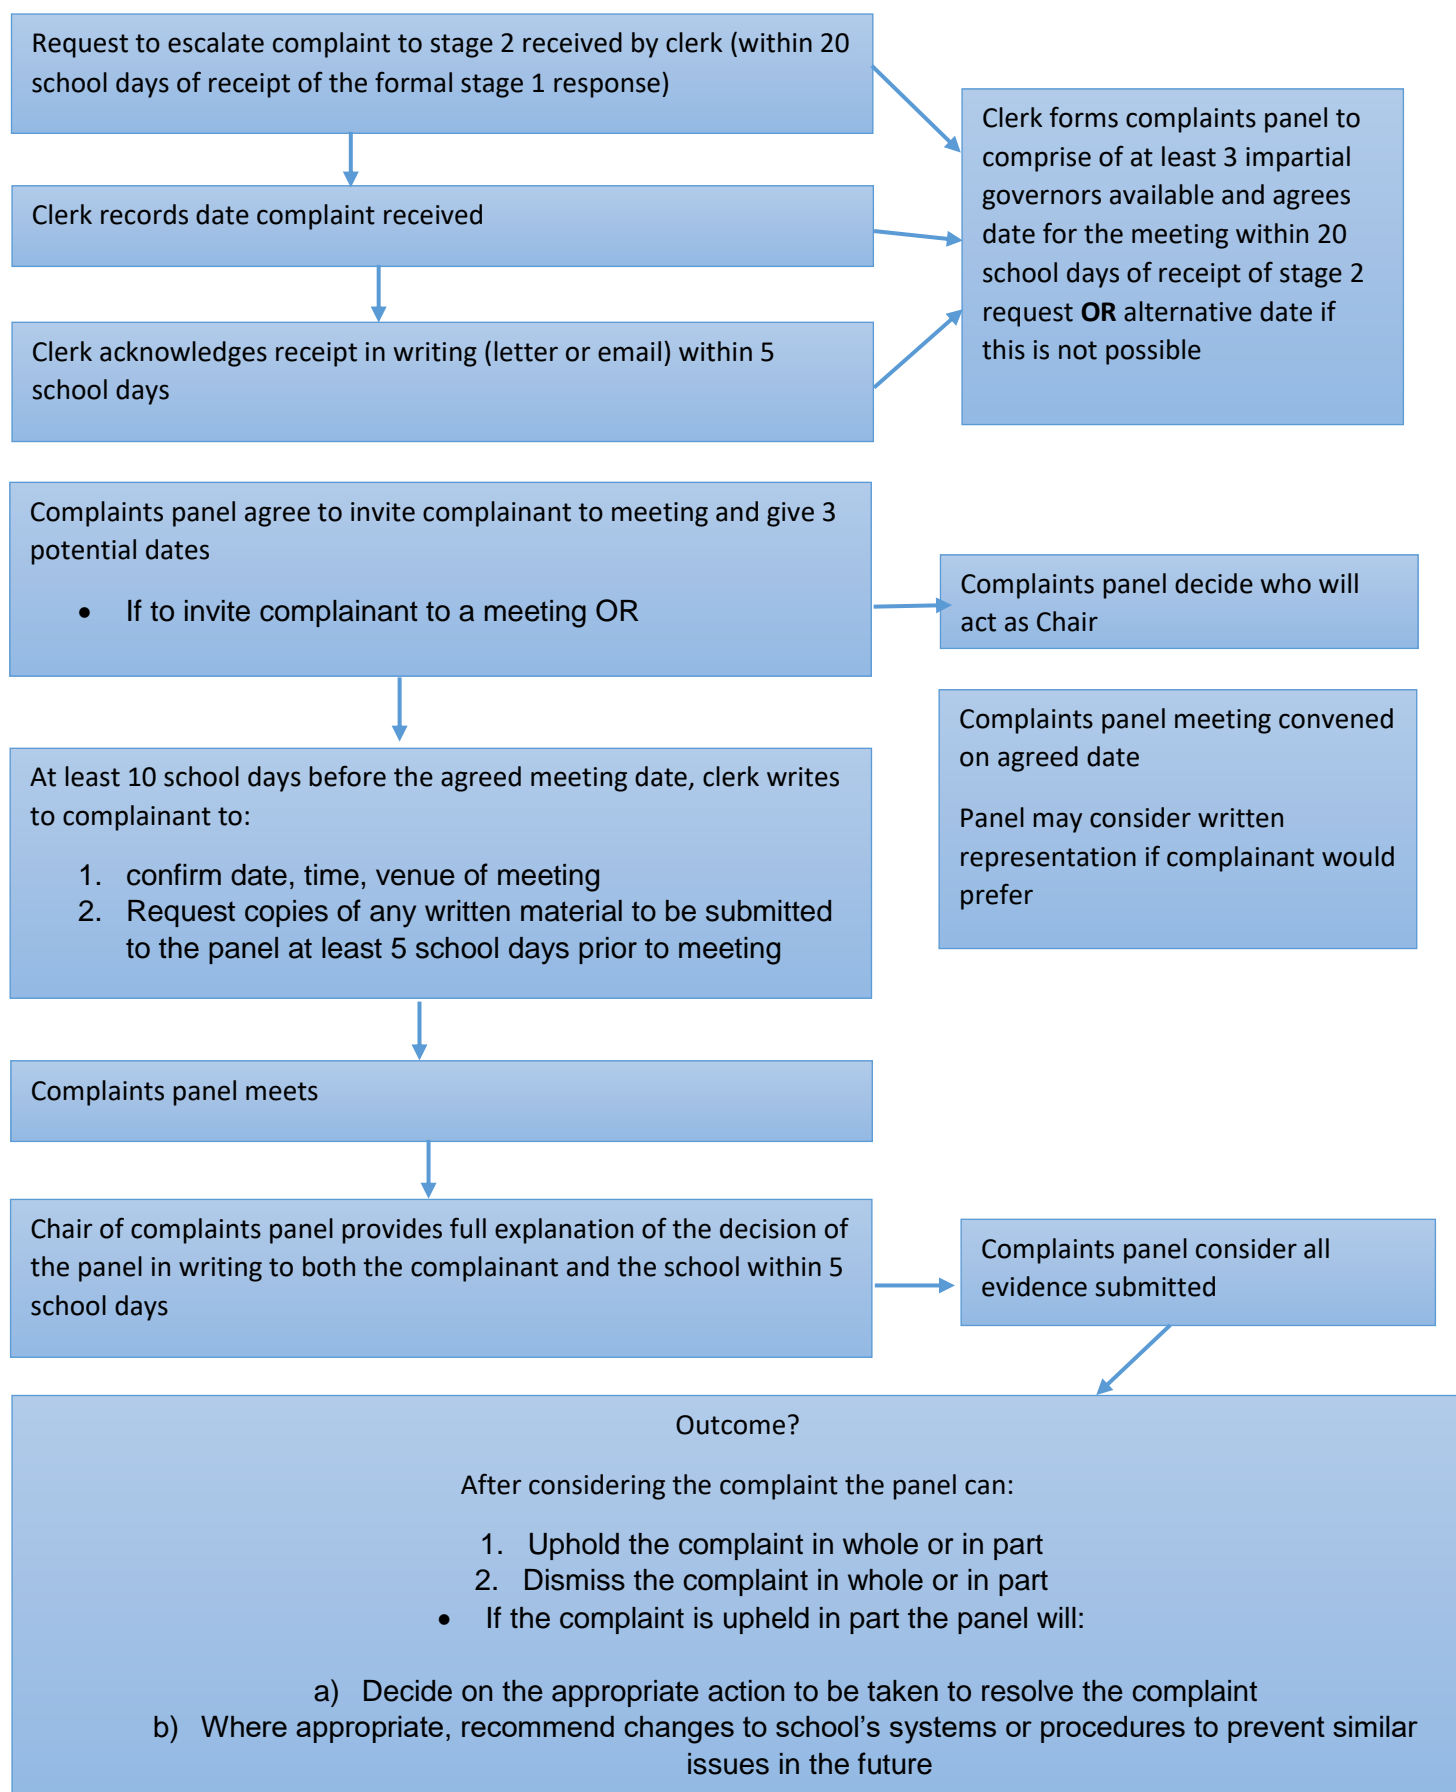 Request to escalate complaint to stage 2 received by clerk (within 20
school days of receipt of the formal stage 1 response)
Clerk records date complaint received
Clerk acknowledges receipt in writing (letter or email) within 5
school days
Clerk forms complaints panel to
comprise of at least 3 impartial
governors available and agrees
date for the meeting within 20
school days of receipt of stage 2
request OR alternative date if
this is not possible
Complaints panel agree to invite complainant to meeting and give 3
potential dates
• If to invite complainant to a meeting OR
Complaints panel decide who will
act as Chair
At least 10 school days before the agreed meeting date, clerk writes
to complainant to:
1. confirm date, time, venue of meeting
2. Request copies of any written material to be submitted
to the panel at least 5 school days prior to meeting
Complaints panel meeting convened
on agreed date
Panel may consider written
representation if complainant would
prefer
Complaints panel meets
Chair of complaints panel provides full explanation of the decision of
the panel in writing to both the complainant and the school within 5
school days
Complaints panel consider all
evidence submitted
Outcome?
After considering the complaint the panel can:
1. Uphold the complaint in whole or in part
2. Dismiss the complaint in whole or in part
• If the complaint is upheld in part the panel will:
a) Decide on the appropriate action to be taken to resolve the complaint
b) Where appropriate, recommend changes to school's systems or procedures to prevent similar
issues in the future